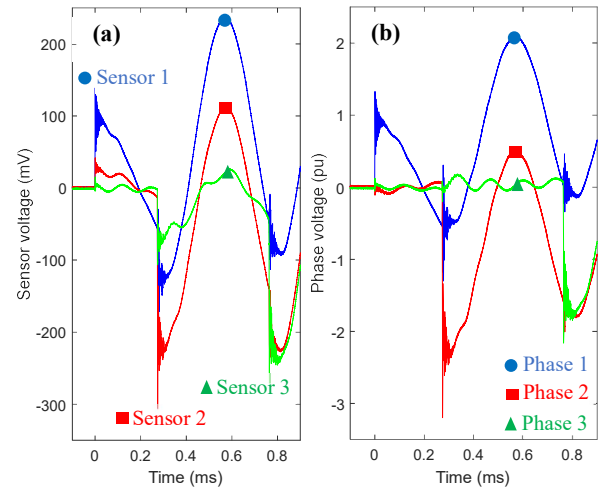 (a)
Sensor 1
Sensor 2
Sensor 3
Sensor voltage (mV)
200
100
0
-100
-200
-300
0
0.2
0.4
0.6
0.8
Time (ms)
(b)
Phase 1
Phase 2
Phase 3
Phase voltage (pu)
2
1
0
-1
-2
-3
0
0.2
0.4
0.6
0.8
Time (ms)